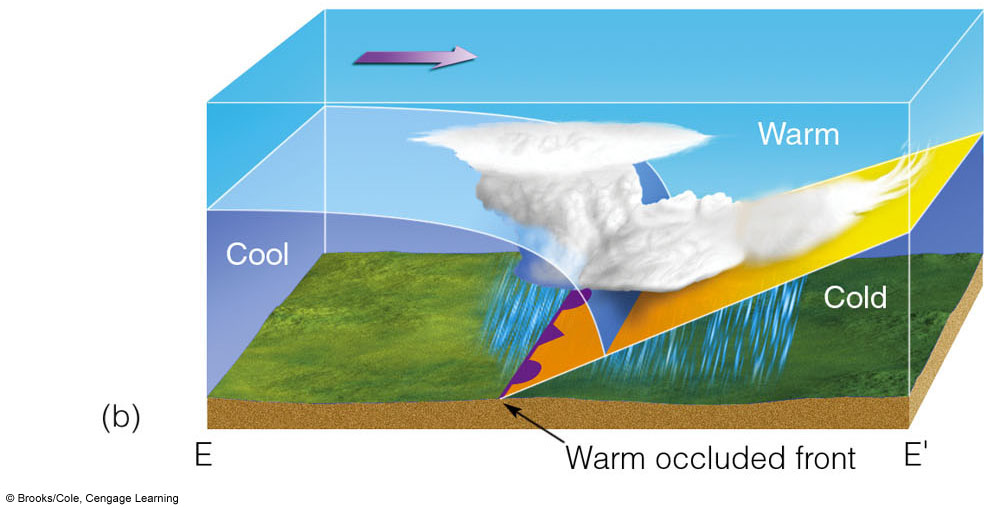 Warm
Cool
Cold
(b)
E
Warm occluded front
E'
© Brooks/Cole, Cengage Learning